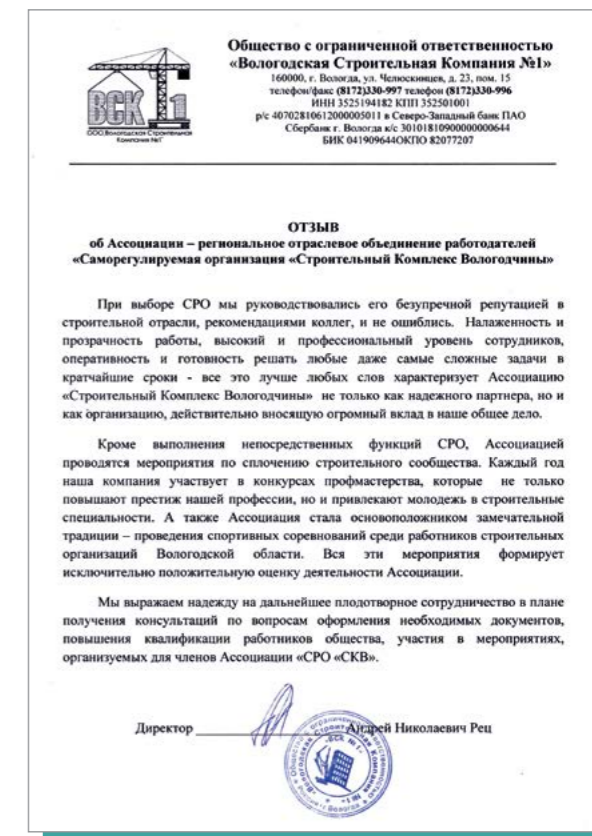 Общество с ограниченной ответственностью
«Вологодская Строительная Компания №1»
160000, г. Вологда, ул. Челюскинцев, д. 23, пом. 15
телефон/факс (8172)330-997 телефон (8172)330-996
ИНН 3525194182 КПП 352501001
р/с 40702810612000005011 в Северо-Западный банк ПАО
Сбербанк г. Вологда к/с 30101810900000000644
БИК 041909644ОКПО 82077207
ВСК 1
ООО"Вологодская Строительная
Компания №1"
ОТЗЫВ
об Ассоциации – региональное отраслевое объединение работодателей
«Саморегулируемая организация «Строительный Комплекс Вологодчины»
При выборе СРО мы руководствовались его безупречной репутацией в
строительной отрасли, рекомендациями коллег, и не ошиблись. Налаженность и
прозрачность работы, высокий и профессиональный уровень сотрудников,
оперативность и готовность решать любые даже самые сложные задачи в
кратчайшие сроки - все это лучше любых слов характеризует Ассоциацию
«Строительный Комплекс Вологодчины» не только как надежного партнера, но и
как организацию, действительно вносящую огромный вклад в наше общее дело.
Кроме выполнения непосредственных функций СРО, Ассоциацией
проводятся мероприятия по сплочению строительного сообщества. Каждый год
наша компания участвует в конкурсах профмастерства, которые не только
повышают престиж нашей профессии, но и привлекают молодежь в строительные
специальности. А также Ассоциация стала основоположником замечательной
традиции – проведения спортивных соревнований среди работников строительных
организаций Вологодской области. Вся эти мероприятия формирует
исключительно положительную оценку деятельности Ассоциации.
Мы выражаем надежду на дальнейшее плодотворное сотрудничество в плане
получения консультаций по вопросам оформления необходимых документов,
повышения квалификации работников общества, участия в мероприятиях,
организуемых для членов Ассоциации «СРО «СКВ».
Директор Андрей Николаевич Рец
«ВСК №1»